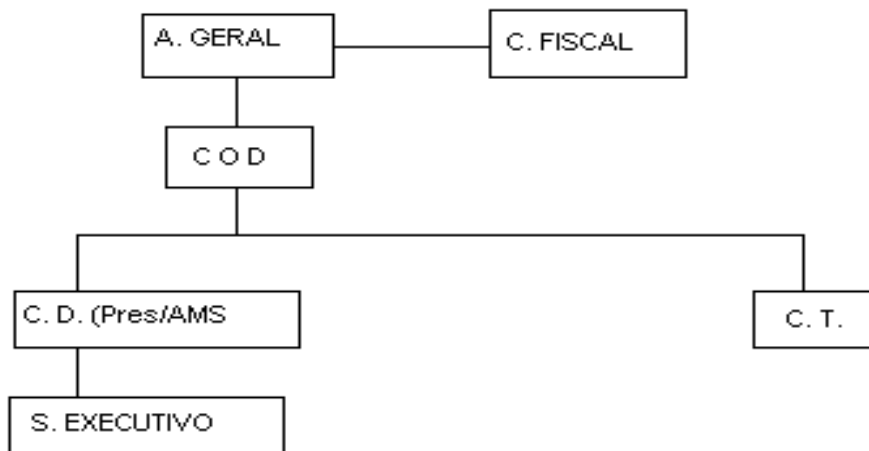 A. GERAL
C. FISCAL
C O D
C. D. (Pres/AMS
C. T.
S. EXECUTIVO